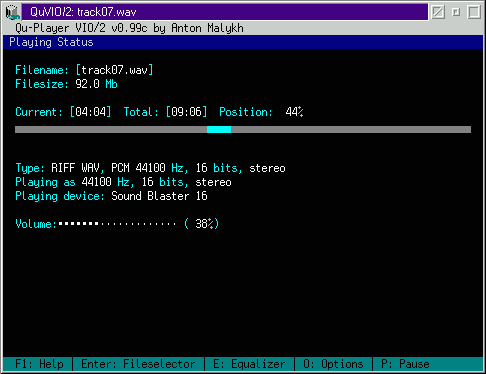 QuVIO/2: track07.wav
Qu-Player VIO/2 v0.99c by Anton Malykh
Playing Status
Filename: [track07.wav]
Filesize: 92.0 Mb
Current: [04:04] Total: [09:06] Position: 44%
Type: RIFF WAV, PCM 44100 Hz, 16 bits, stereo
Playing as 44100 Hz, 16 bits, stereo
Playing device: Sound Blaster 16
Volume: ( 38%)
F1: Help | Enter: Fileselector | E: Equalizer | O: Options | P: Pause